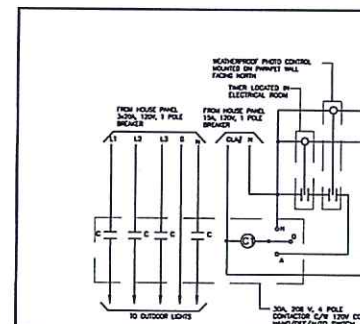 WEATHERPROOF PHOTO CONTROL
MOUNTED ON PARAPET WALL
FACING NORTH
TIMER LOCATED IN
ELECTRICAL ROOM
FROM HOUSE PANEL
3x20A, 120V, 1 POLE
BREAKER
FROM HOUSE PANEL
15A, 120V, 1 POLE
BREAKER
L1 L2 L3 G N
N
C C C C
H
O
A
TO OUTDOOR LIGHTS
30A, 208 V, 4 POLE
CONTACTOR C/W 120V